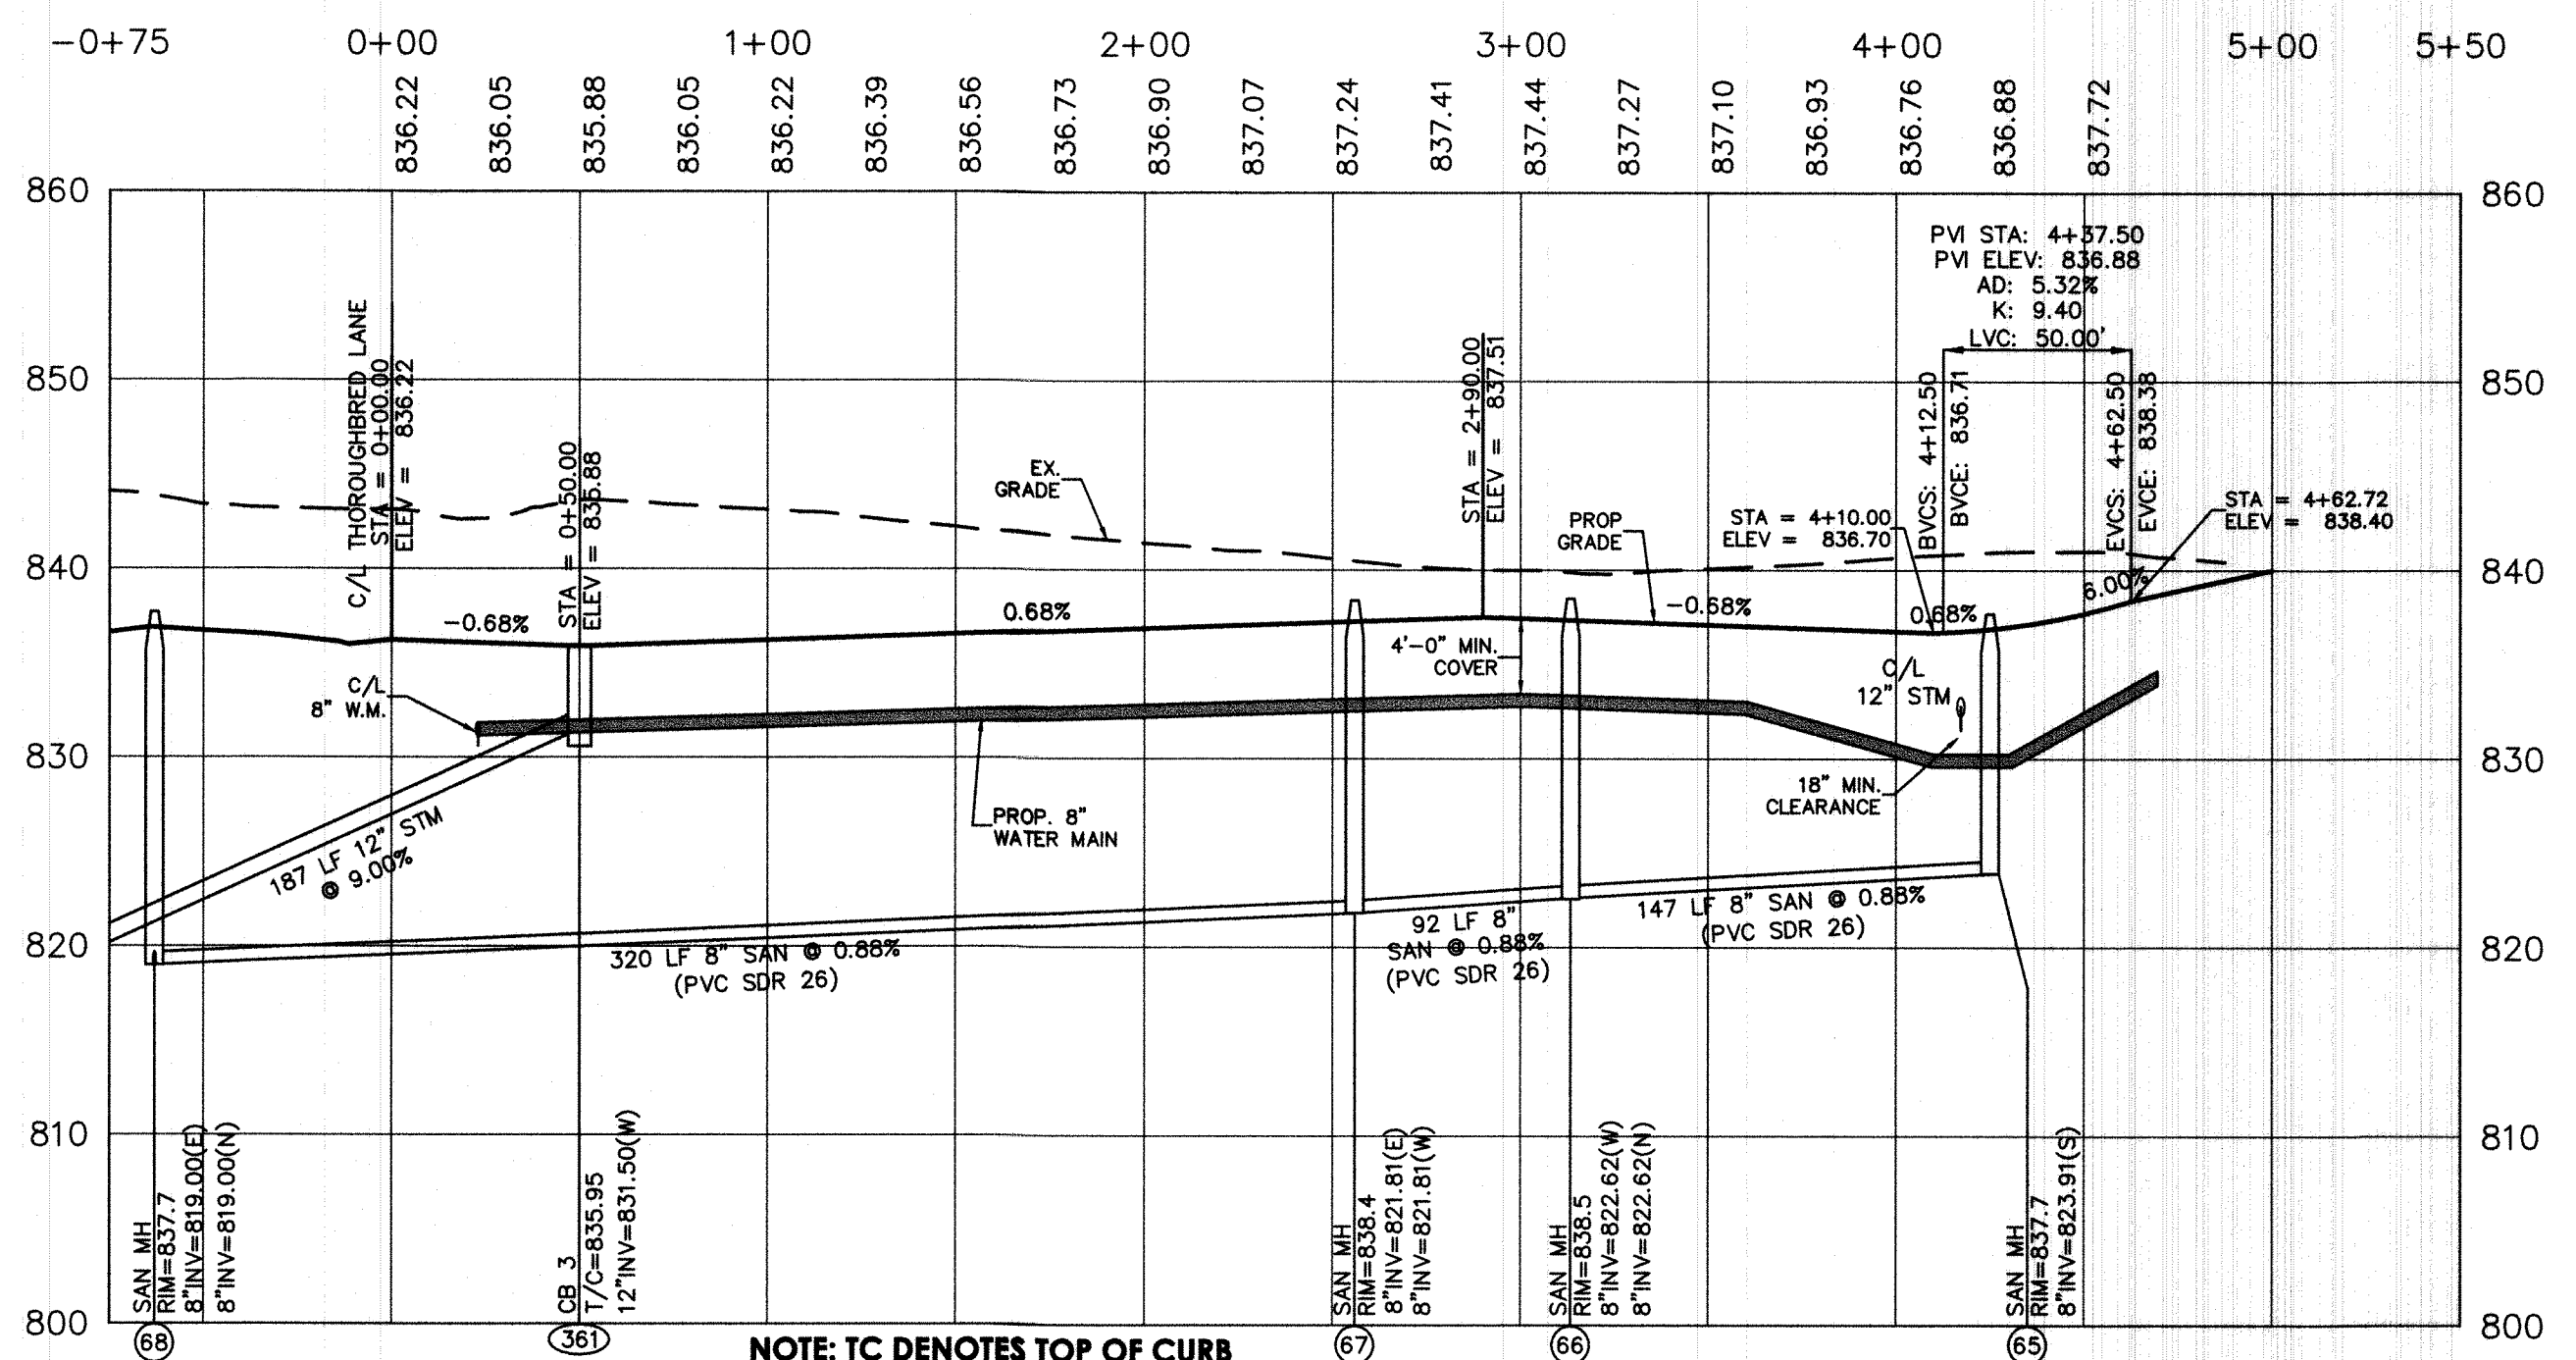 -0+75
0+00
1+00
2+00
3+00
4+00
5+00
5+50
836.22
836.05
835.88
836.05
836.22
836.39
836.56
836.73
836.90
837.07
837.24
837.41
837.44
837.27
837.10
836.93
836.76
836.88
837.72
860
860
PVI STA: 4+37.50
PVI ELEV: 836.88
AD: 5.32%
K: 9.40
LVC: 50.00'
850
850
C/L THOROUGHBRED LANE
STA = 0+00.00
ELEV = 836.22
STA = 0+50.00
ELEV = 835.88
EX.
GRADE
STA = 2+90.00
ELEV = 837.51
PROP
GRADE
STA = 4+10.00
ELEV = 836.70
BVCS: 4+12.50
BVCE: 836.71
EVCS: 4+62.50
EVCE: 838.38
STA = 4+62.72
ELEV = 838.40
840
840
-0.68%
0.68%
-0.68%
0.68%
6.00%
4'-0" MIN.
COVER
C/L
8" W.M.
C/L
12" STM
830
830
18" MIN.
CLEARANCE
PROP. 8"
WATER MAIN
187 LF 12" STM
@ 9.00%
820
820
320 LF 8" SAN @ 0.88%
(PVC SDR 26)
92 LF 8"
SAN @ 0.88%
(PVC SDR 26)
147 LF 8" SAN @ 0.88%
(PVC SDR 26)
810
810
SAN MH
RIM=837.7
8"INV=819.00(E)
8"INV=819.00(N)
CB 3
T/C=835.95
12"INV=831.50(W)
SAN MH
RIM=838.4
8"INV=821.81(E)
8"INV=821.81(W)
SAN MH
RIM=838.5
8"INV=822.62(W)
8"INV=822.62(N)
SAN MH
RIM=837.7
8"INV=823.91(S)
800
800
68
361
67
66
65
NOTE: TC DENOTES TOP OF CURB